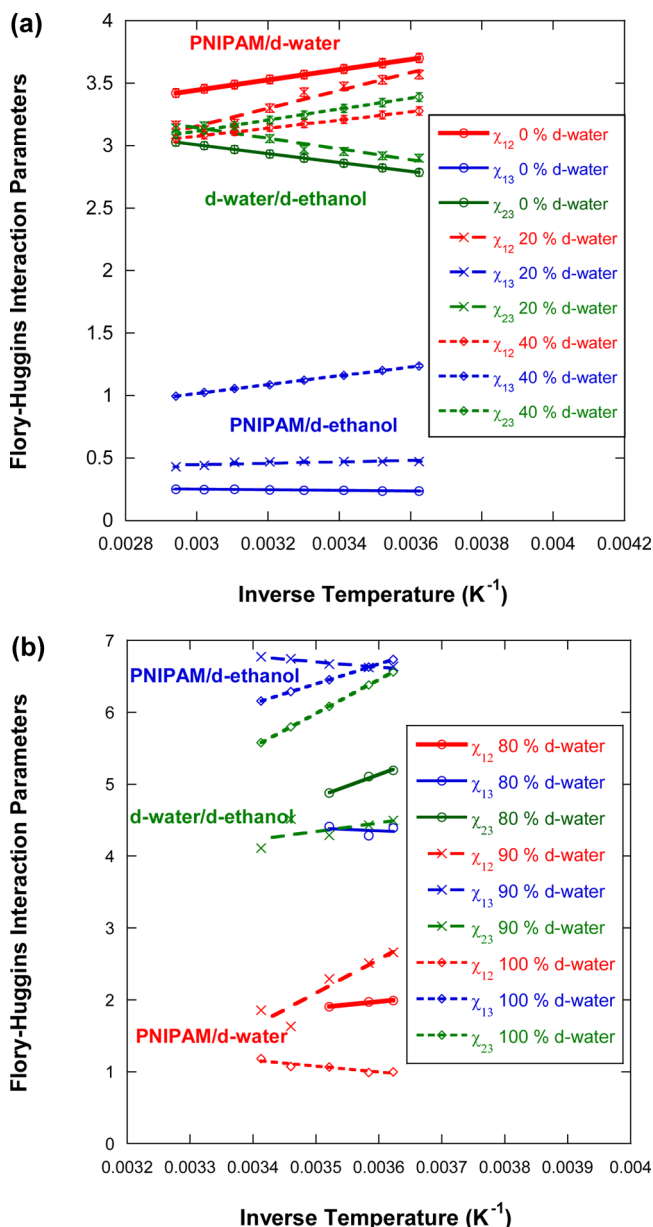 (a)
4
3.5
3
2.5
2
1.5
1
0.5
0
Flory-Huggins Interaction Parameters
PNIPAM/d-water
d-water/d-ethanol
PNIPAM/d-ethanol
χ12 0 % d-water
χ13 0 % d-water
χ23 0 % d-water
χ12 20 % d-water
χ13 20 % d-water
χ23 20 % d-water
χ12 40 % d-water
χ13 40 % d-water
χ23 40 % d-water
0.0028 0.003 0.0032 0.0034 0.0036 0.0038 0.004 0.0042
Inverse Temperature (K-1)
(b)
7
6
5
4
3
2
1
0
Flory-Huggins Interaction Parameters
PNIPAM/d-ethanol
d-water/d-ethanol
PNIPAM/d-water
χ12 80 % d-water
χ13 80 % d-water
χ23 80 % d-water
χ12 90 % d-water
χ13 90 % d-water
χ23 90 % d-water
χ12 100 % d-water
χ13 100 % d-water
χ23 100 % d-water
0.0032 0.0033 0.0034 0.0035 0.0036 0.0037 0.0038 0.0039 0.004
Inverse Temperature (K-1)